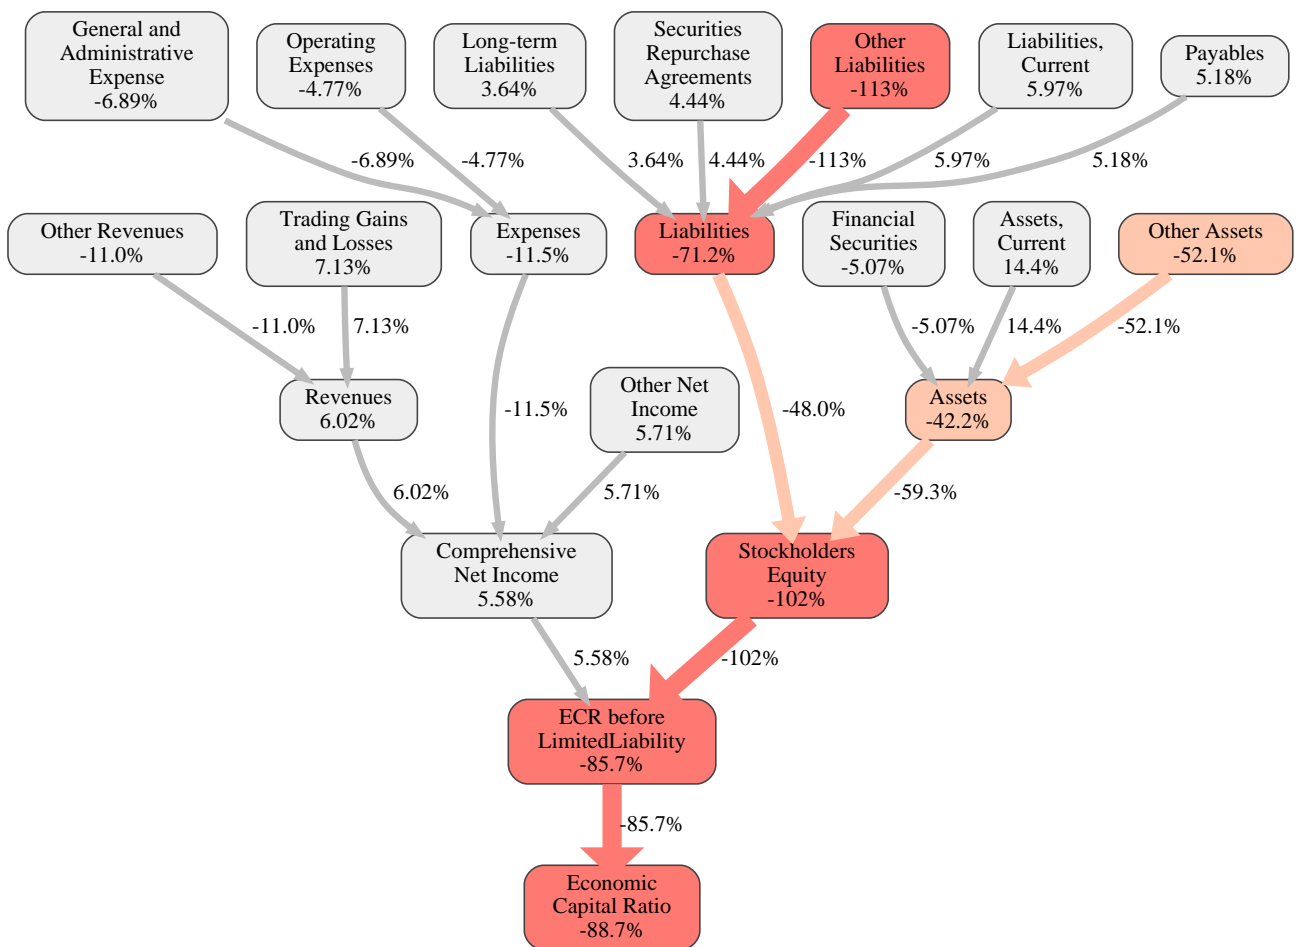 General and
Administrative
Expense
-6.89%
Operating
Expenses
-4.77%
Long-term
Liabilities
3.64%
Securities
Repurchase
Agreements
4.44%
Other
Liabilities
-113%
Liabilities,
Current
5.97%
Payables
5.18%
-6.89%
-4.77%
3.64%
4.44%
-113%
5.97%
5.18%
Other Revenues
-11.0%
Trading Gains
and Losses
7.13%
Expenses
-11.5%
Liabilities
-71.2%
Financial
Securities
-5.07%
Assets,
Current
14.4%
Other Assets
-52.1%
-11.0%
7.13%
-5.07%
14.4%
-52.1%
Revenues
6.02%
-11.5%
Other Net
Income
5.71%
-48.0%
Assets
-42.2%
6.02%
5.71%
-59.3%
Comprehensive
Net Income
5.58%
Stockholders
Equity
-102%
5.58%
-102%
ECR before
LimitedLiability
-85.7%
-85.7%
Economic
Capital Ratio
-88.7%